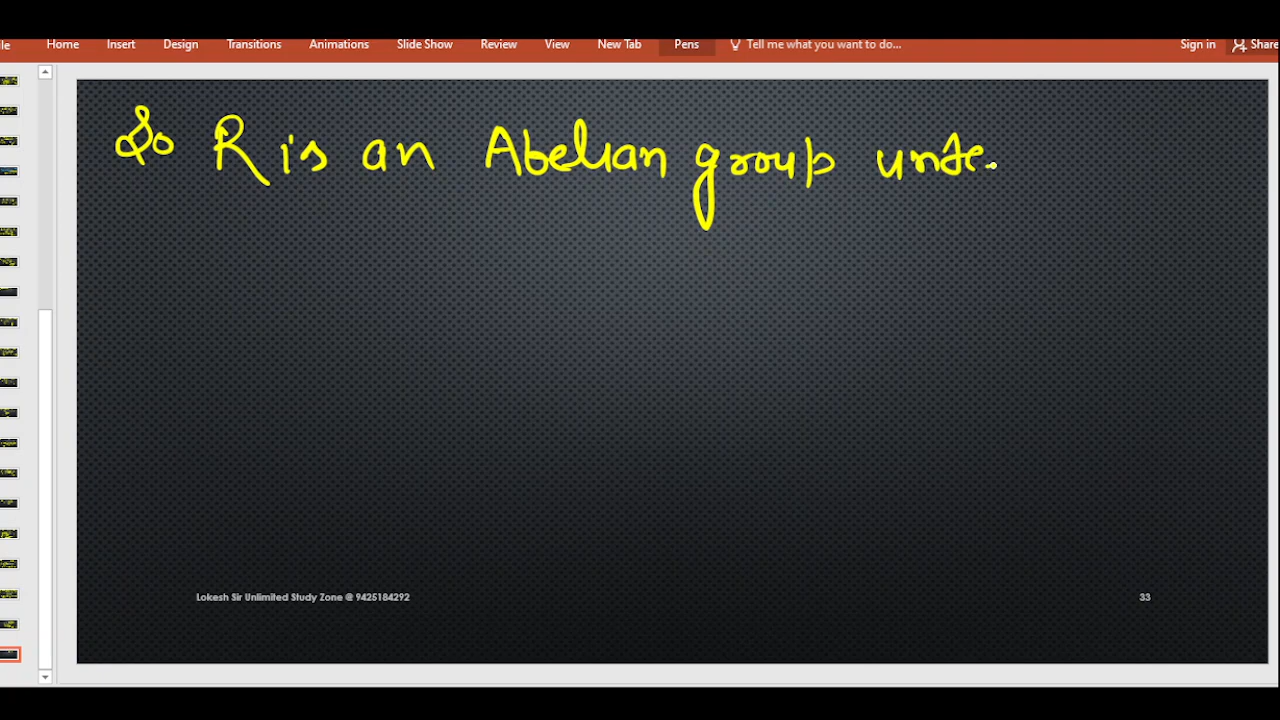 Home Insert Design Transitions Animations Slide Show Review View New Tab Pens Tell me what you want to do... Sign in Share
So R is an Abelian group unde
Lokesh Sir Unlimited Study Zone @ 9425184292
33